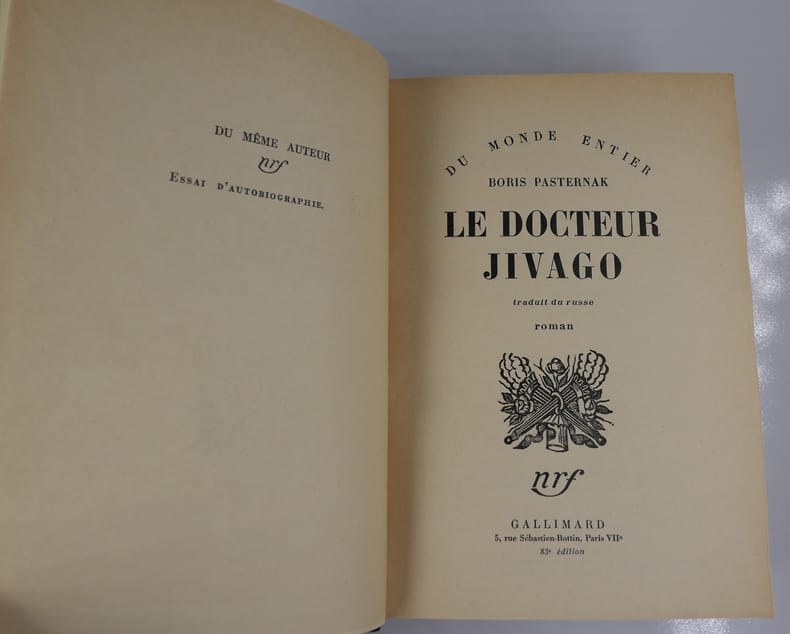 DU MÊME AUTEUR
nrf
ESSAI D'AUTOBIOGRAPHIE.
DU MONDE ENTIER
BORIS PASTERNAK
LE DOCTEUR
JIVAGO
traduit du russe
roman
nrf
GALLIMARD
5, rue Sébastien-Bottin, Paris VIIᵉ
83ᵉ édition